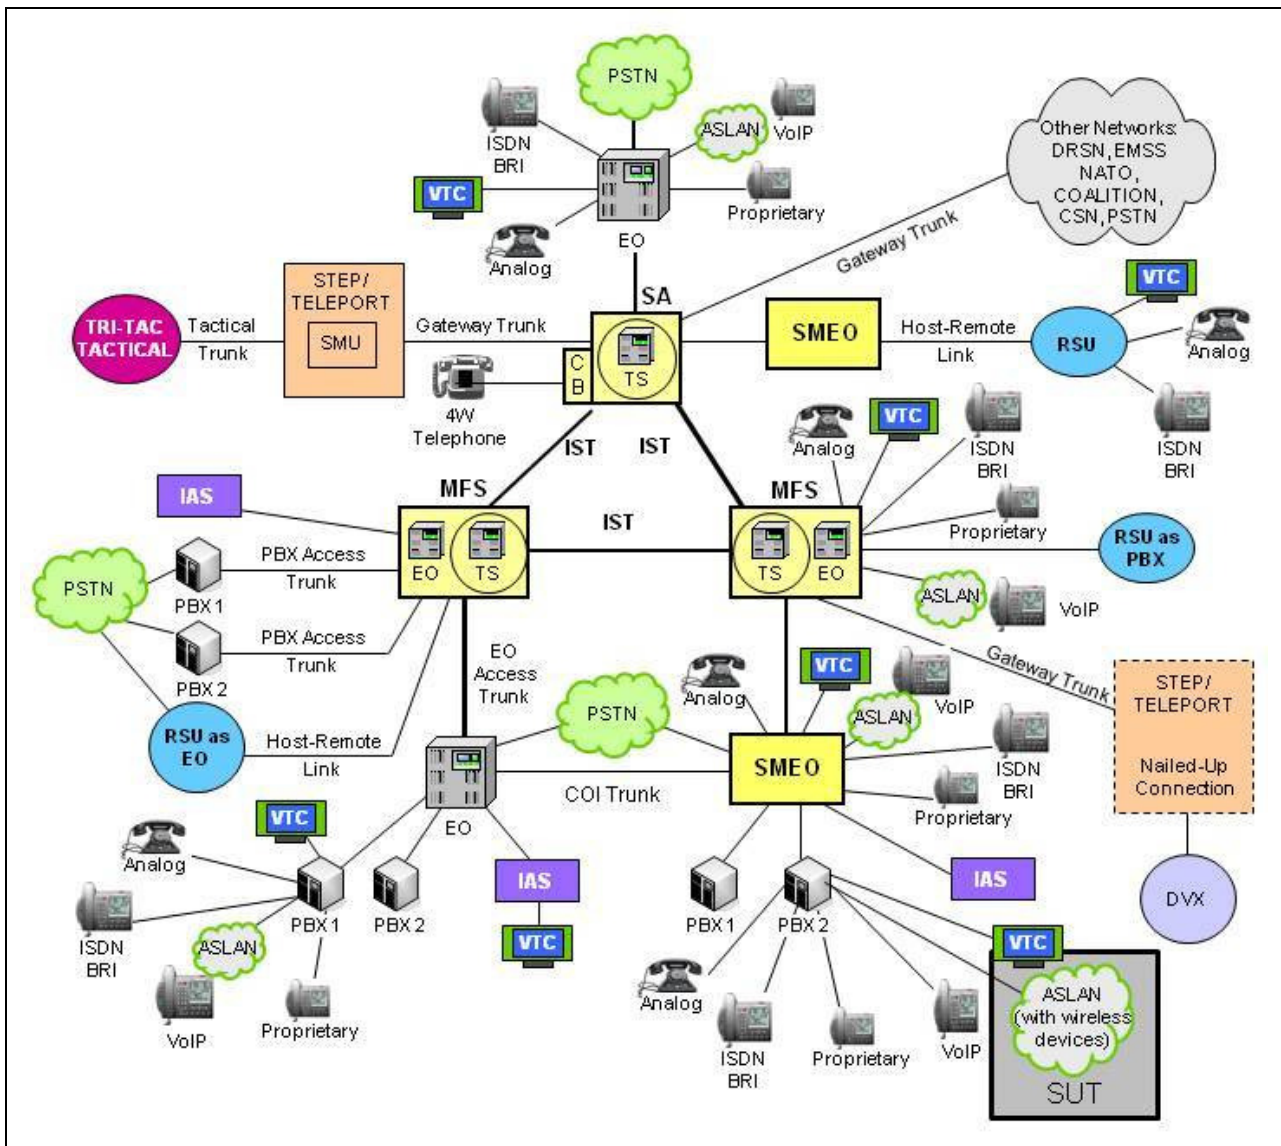 PSTN
ISDN
BRI
ASLAN
VoIP
VTC
Proprietary
Analog
EO
Other Networks:
DRSN, EMSS
NATO,
COALITION,
CSN, PSTN
Gateway Trunk
SA
TRI-TAC
TACTICAL
Tactical
Trunk
STEP/
TELEPORT
SMU
Gateway Trunk
C
B
TS
4W
Telephone
SMEO
Host-Remote
Link
RSU
VTC
Analog
ISDN
BRI
IST
IST
IST
IAS
MFS
EO
TS
MFS
TS
EO
Analog
VTC
ISDN
BRI
Proprietary
RSU as
PBX
ASLAN
VoIP
PSTN
PBX 1
PBX Access
Trunk
PBX 2
PBX Access
Trunk
RSU as
EO
Host-Remote
Link
EO
Access
Trunk
Gateway Trunk
STEP/
TELEPORT
Nailed-Up
Connection
DVX
PSTN
Analog
VTC
VoIP
ASLAN
SMEO
ISDN
BRI
Proprietary
COI Trunk
EO
VTC
Analog
ISDN
BRI
PBX 1
PBX 2
ASLAN
VoIP
Proprietary
IAS
VTC
PBX 1
PBX 2
IAS
Analog
ISDN
BRI
Proprietary
VoIP
VTC
ASLAN
(with wireless
devices)
SUT